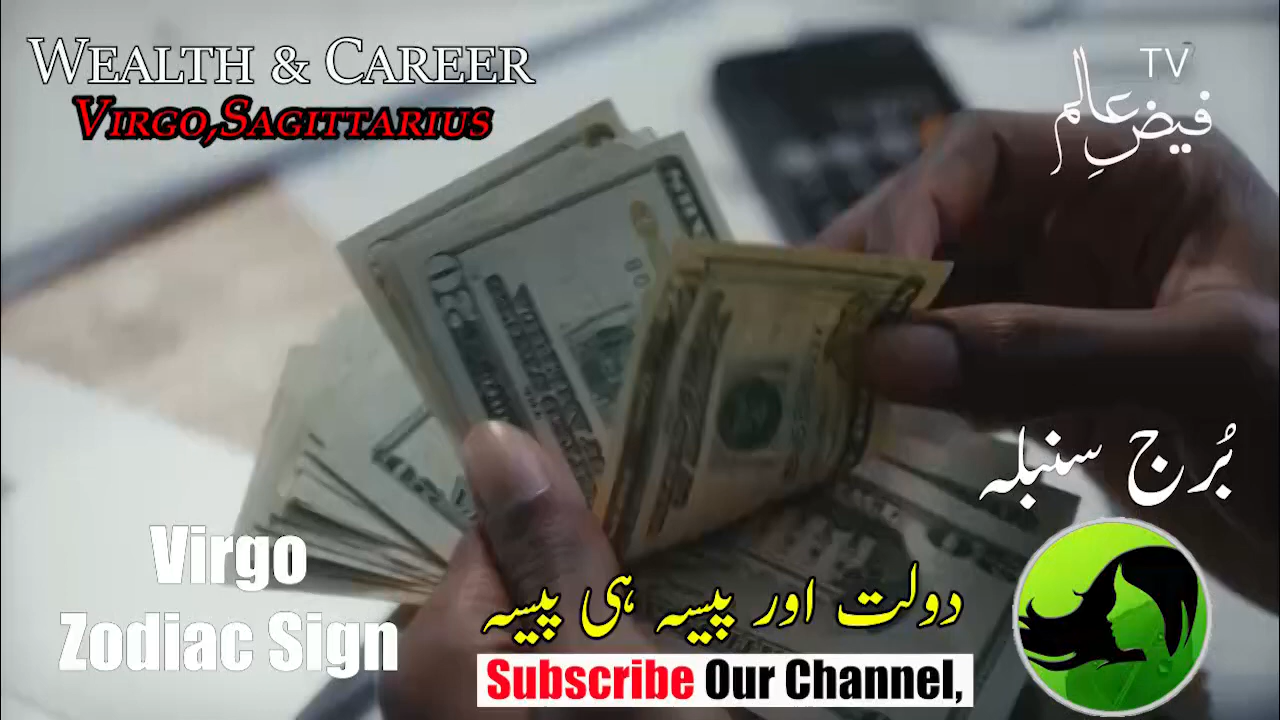 WEALTH & CAREER
VIRGO,SAGITTARIUS
TV
فیضِ عالم
بُرج سنبلہ
Virgo
Zodiac Sign
دولت اور پیسہ ہی پیسہ
Subscribe Our Channel,